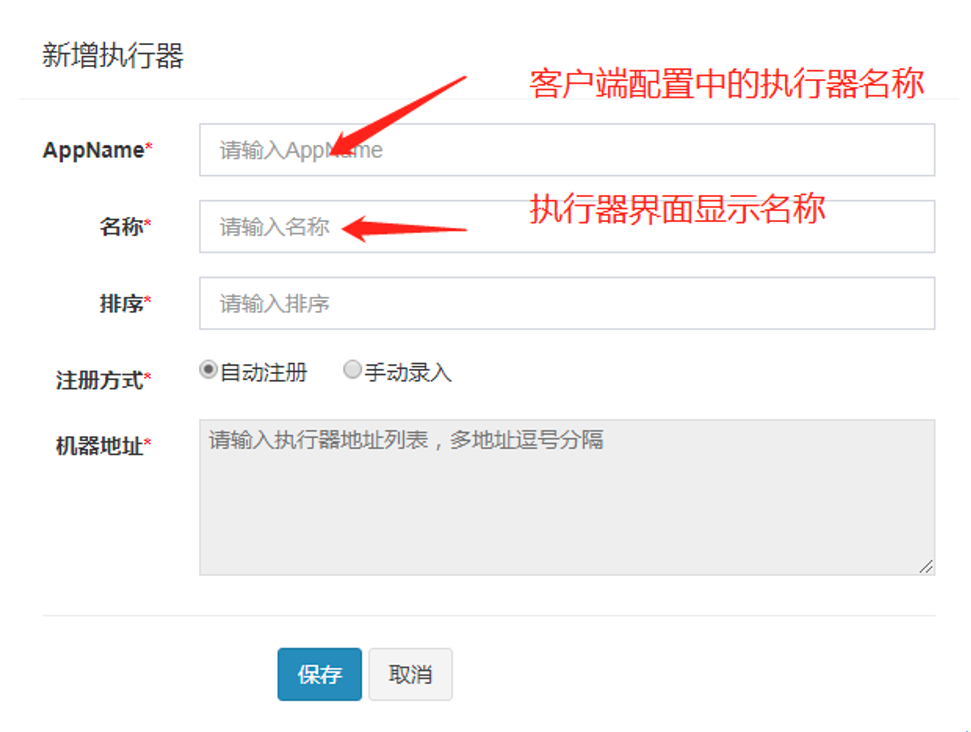 新增执行器
客户端配置中的执行器名称
AppName* 请输入AppName
执行器界面显示名称
名称* 请输入名称
排序* 请输入排序
注册方式* 自动注册 手动录入
机器地址* 请输入执行器地址列表，多地址逗号分隔
保存 取消